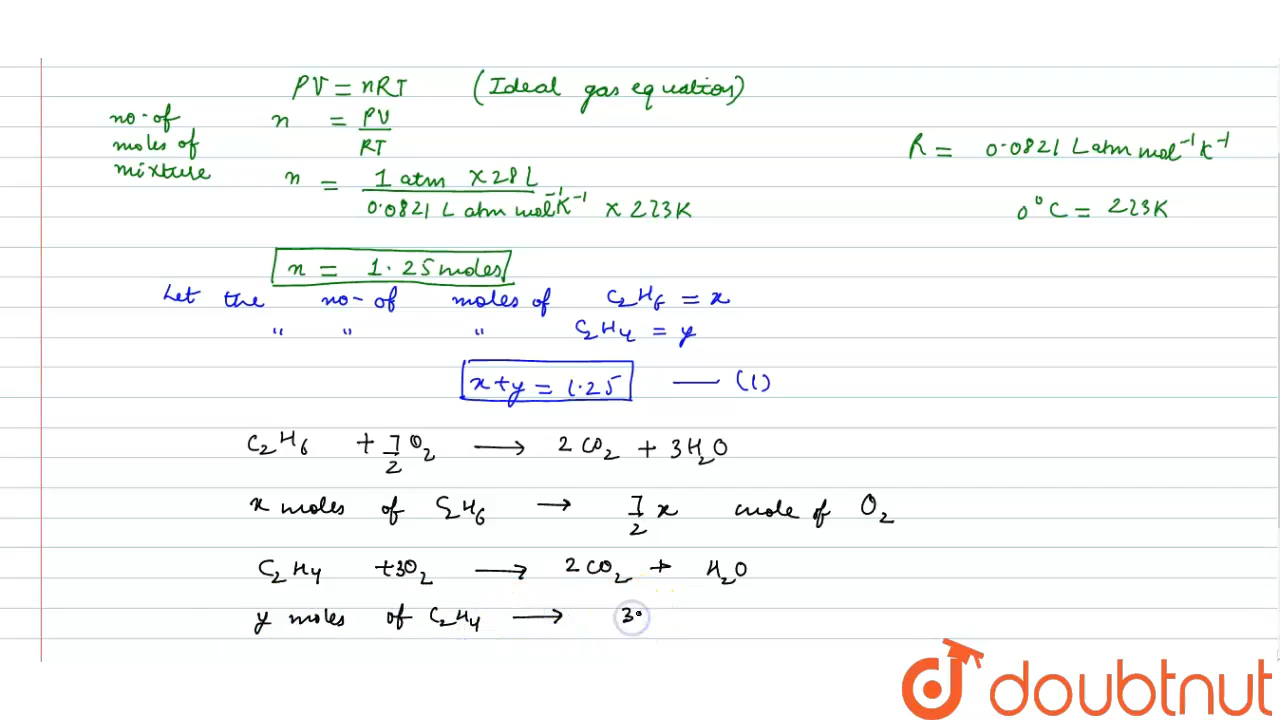 PV = nRT (Ideal gas equation)
no. of moles of mixture n = PV/RT
R = 0.0821 L atm mol⁻¹ K⁻¹
n = 1 atm × 28 L / 0.0821 L atm mol⁻¹ K⁻¹ × 273 K
0°C = 273K
n = 1.25 moles
Let the no. of moles of C₂H₆ = x
" " " C₂H₄ = y
x + y = 1.25 — (1)
C₂H₆ + 7/2 O₂ → 2CO₂ + 3H₂O
x moles of C₂H₆ → 7/2 x mole of O₂
C₂H₄ + 3O₂ → 2CO₂ + H₂O
y moles of C₂H₄ → 3
doubtnut